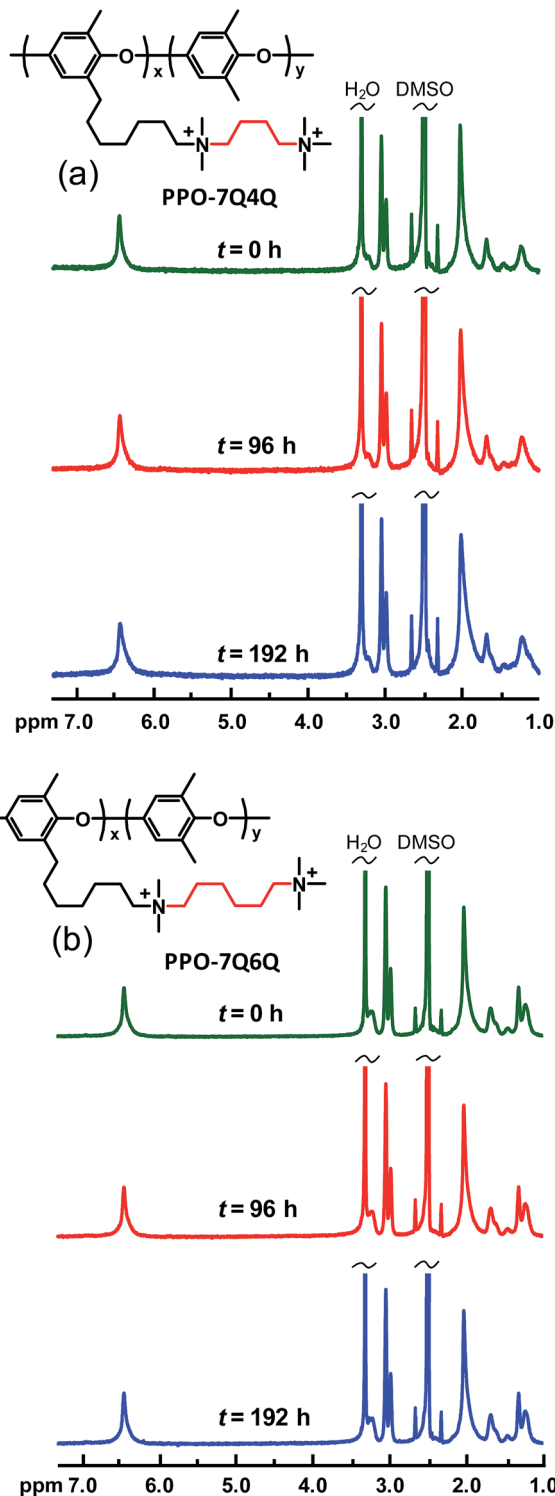 O
O
x
y
H₂O
DMSO
+
N
+
N
(a)
PPO-7Q4Q
t = 0 h
t = 96 h
t = 192 h
ppm 7.0 6.0 5.0 4.0 3.0 2.0 1.0
O
O
x
y
H₂O
DMSO
+
N
+
N
(b)
PPO-7Q6Q
t = 0 h
t = 96 h
t = 192 h
ppm 7.0 6.0 5.0 4.0 3.0 2.0 1.0